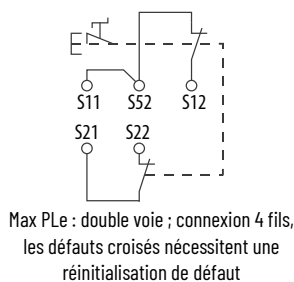 S11 S52 S12
S21 S22
Max PLe : double voie ; connexion 4 fils,
les défauts croisés nécessitent une
réinitialisation de défaut